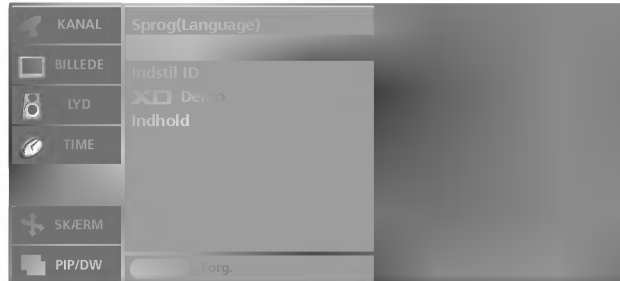 KANAL
BILLEDE
LYD
TIME
SKÆRM
PIP/DW
Sprog(Language)
Indstil ID
XD Demo
Indhold
Forg.